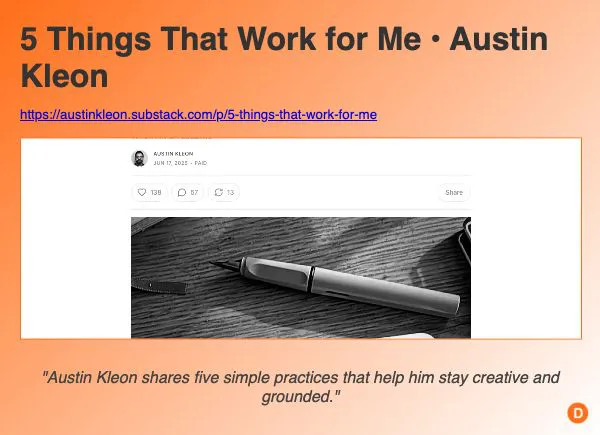 5 Things That Work for Me • Austin
Kleon
https://austinkleon.substack.com/p/5-things-that-work-for-me
AUSTIN KLEON
JUN 17, 2025 • PAID
138
57
13
Share
"Austin Kleon shares five simple practices that help him stay creative and
grounded."
D